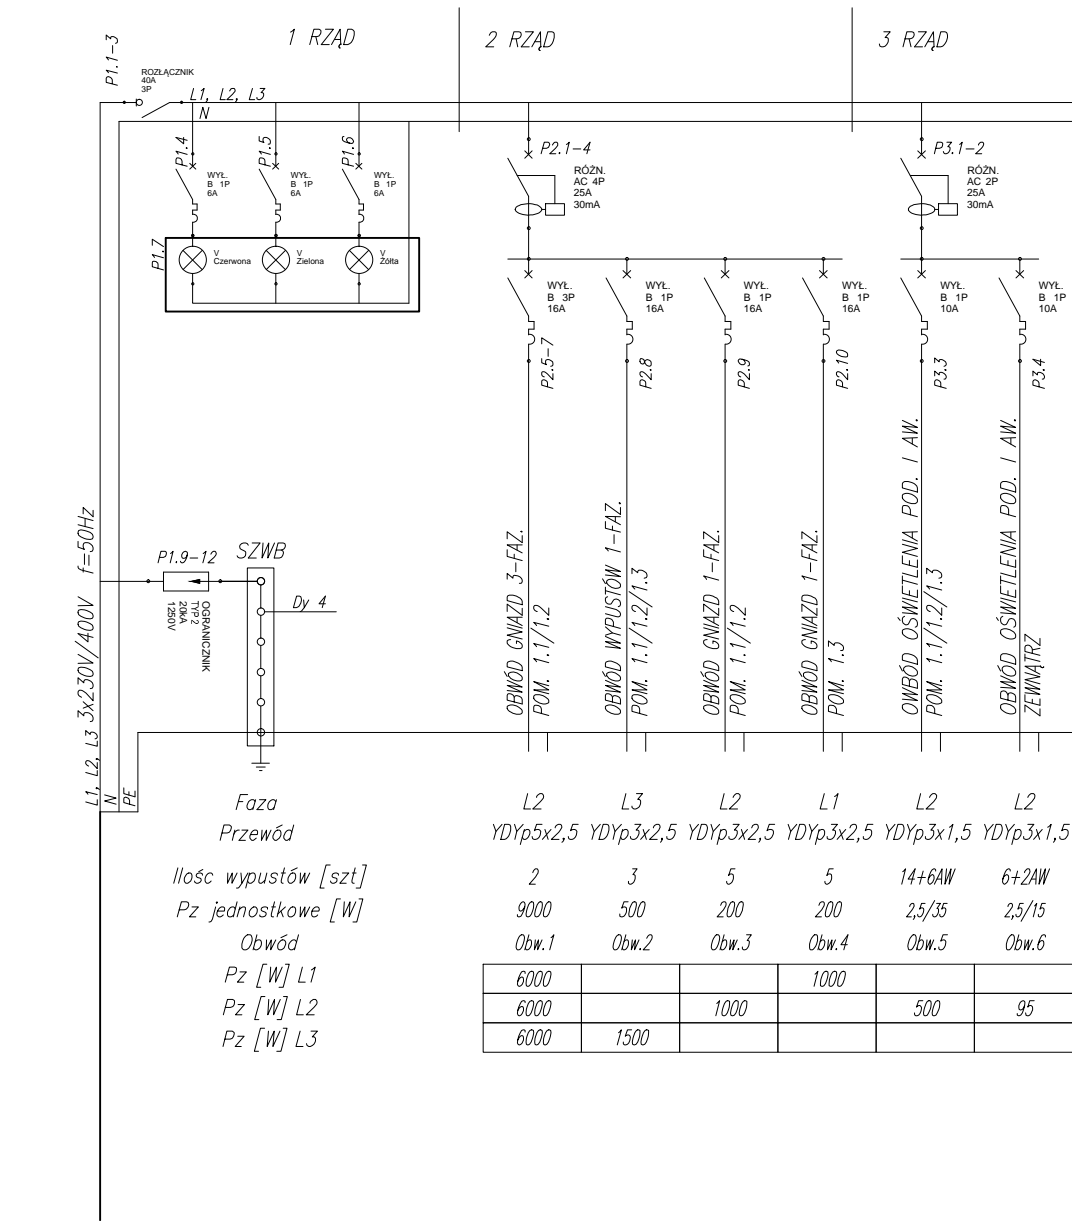 1 RZĄD
2 RZĄD
3 RZĄD
P1.1-3
ROZŁĄCZNIK
40A
3P
L1, L2, L3
N
P1.4
WYŁ.
B 1P
6A
P1.5
WYŁ.
B 1P
6A
P1.6
WYŁ.
B 1P
6A
P1.7
V
Czerwona
V
Zielona
V
Żółta
P2.1-4
RÓŻN.
AC 4P
25A
30mA
P3.1-2
RÓŻN.
AC 2P
25A
30mA
WYŁ.
B 3P
16A
WYŁ.
B 1P
16A
WYŁ.
B 1P
16A
WYŁ.
B 1P
16A
WYŁ.
B 1P
10A
WYŁ.
B 1P
10A
P2.5-7
P2.8
P2.9
P2.10
P3.3
P3.4
OBWÓD GNIAZD 3-FAZ.
POM. 1.1/1.2
OBWÓD WYPUSTÓW 1-FAZ.
POM. 1.1/1.2/1.3
OBWÓD GNIAZD 1-FAZ.
POM. 1.1/1.2
OBWÓD GNIAZD 1-FAZ.
POM. 1.3
OWBÓD OŚWIETLENIA POD. I AW.
POM. 1.1/1.2/1.3
OBWÓD OŚWIETLENIA POD. I AW.
ZEWNĄTRZ
L1, L2, L3 3x230V/400V f=50Hz
N
PE
P1.9-12
SZWB
OGRANICZNIK
TYP2
20kA
1250V
Dy 4
Faza L2 L3 L2 L1 L2 L2
Przewód YDYp5x2,5 YDYp3x2,5 YDYp3x2,5 YDYp3x2,5 YDYp3x1,5 YDYp3x1,5
Ilośc wypustów [szt] 2 3 5 5 14+6AW 6+2AW
Pz jednostkowe [W] 9000 500 200 200 2,5/35 2,5/15
Obwód Obw.1 Obw.2 Obw.3 Obw.4 Obw.5 Obw.6
Pz [W] L1 6000 1000
Pz [W] L2 6000 1000 500 95
Pz [W] L3 6000 1500